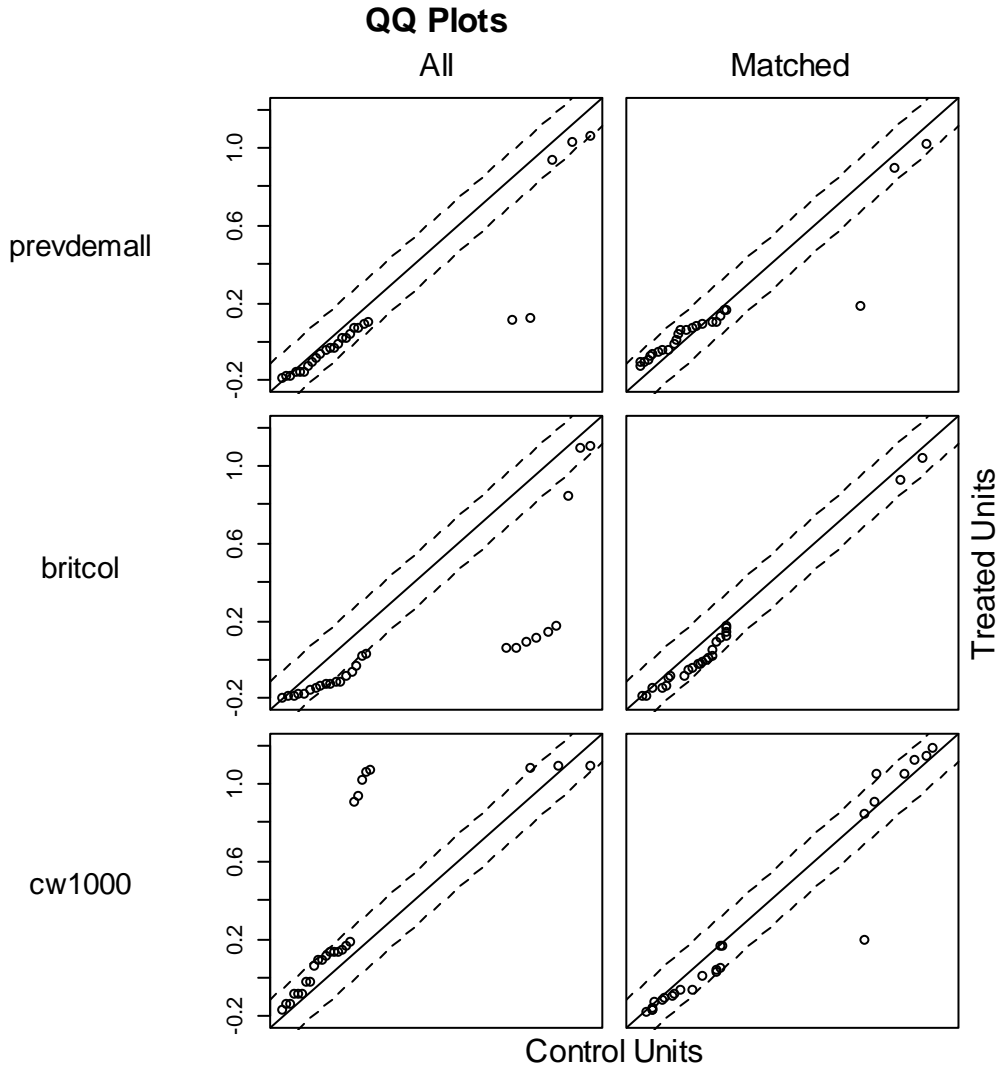 QQ Plots
All
Matched
prevdemall
-0.2
0.2
0.6
1.0
britcol
-0.2
0.2
0.6
1.0
cw1000
-0.2
0.2
0.6
1.0
Control Units
Treated Units